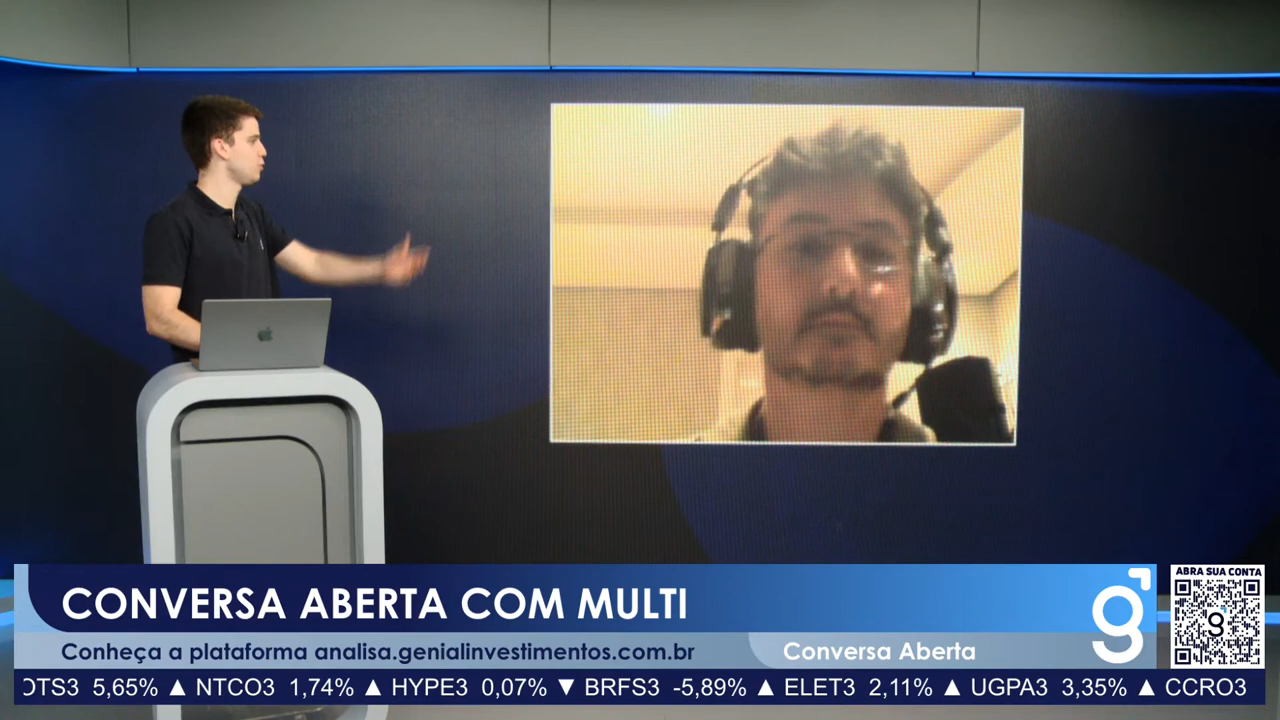 CONVERSA ABERTA COM MULTI
Conheça a plataforma analisa.genialinvestimentos.com.br
Conversa Aberta
g
ABRA SUA CONTA
g
5,65% ▲ NTCO3 1,74% ▲ HYPE3 0,07% ▼ BRFS3 -5,89% ▲ ELET3 2,11% ▲ UGPA3 3,35% ▲ CCRO3